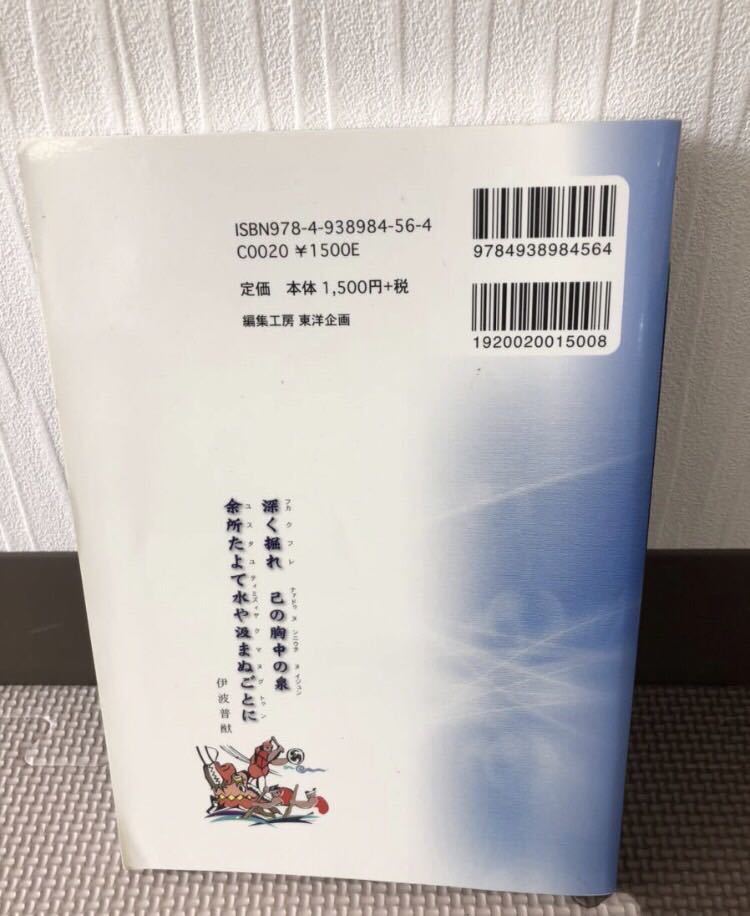 ISBN978-4-938984-56-4
C0020 ¥1500E
定価 本体 1,500円+税
編集工房 東洋企画
9784938984564
1920020015008
深く掘れ 己の胸中の泉
余所たよて水や汲まぬごとに
伊波普猷